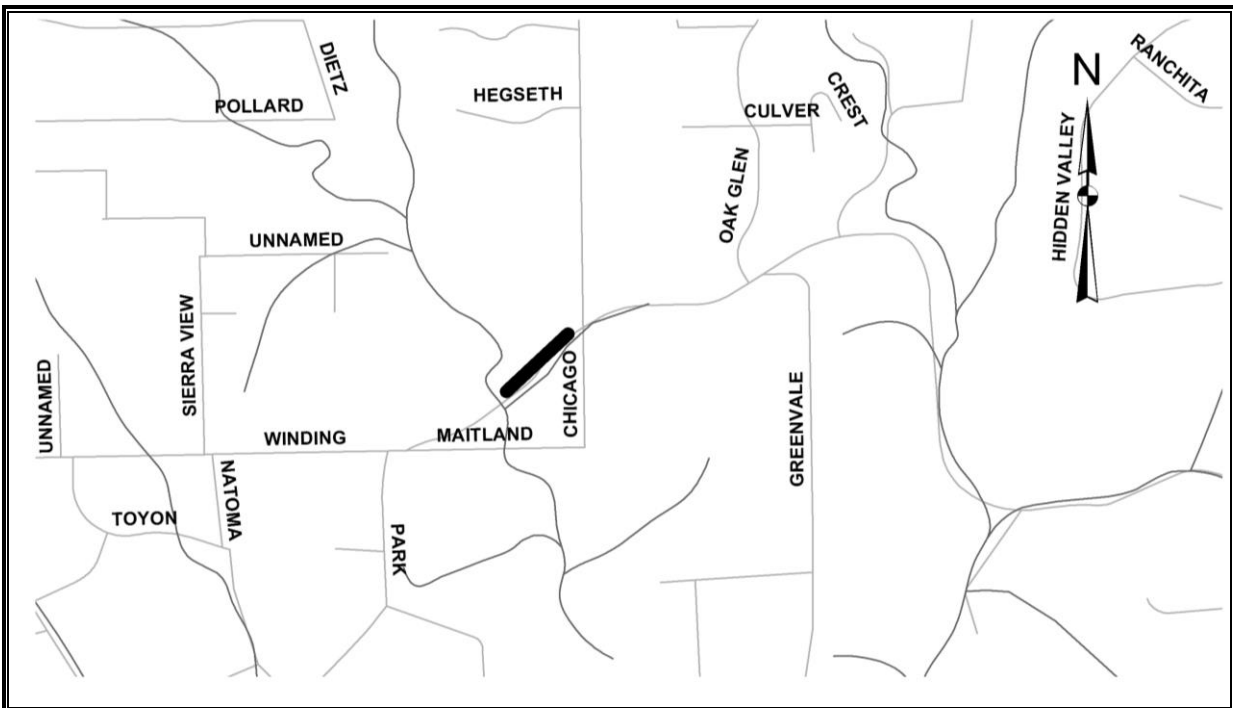 DIETZ
RANCHITA
N
HEGSETH
POLLARD
CULVER
CREST
HIDDEN VALLEY
OAK GLEN
UNNAMED
SIERRA VIEW
UNNAMED
CHICAGO
GREENVALE
WINDING
MAITLAND
NATOMA
TOYON
PARK